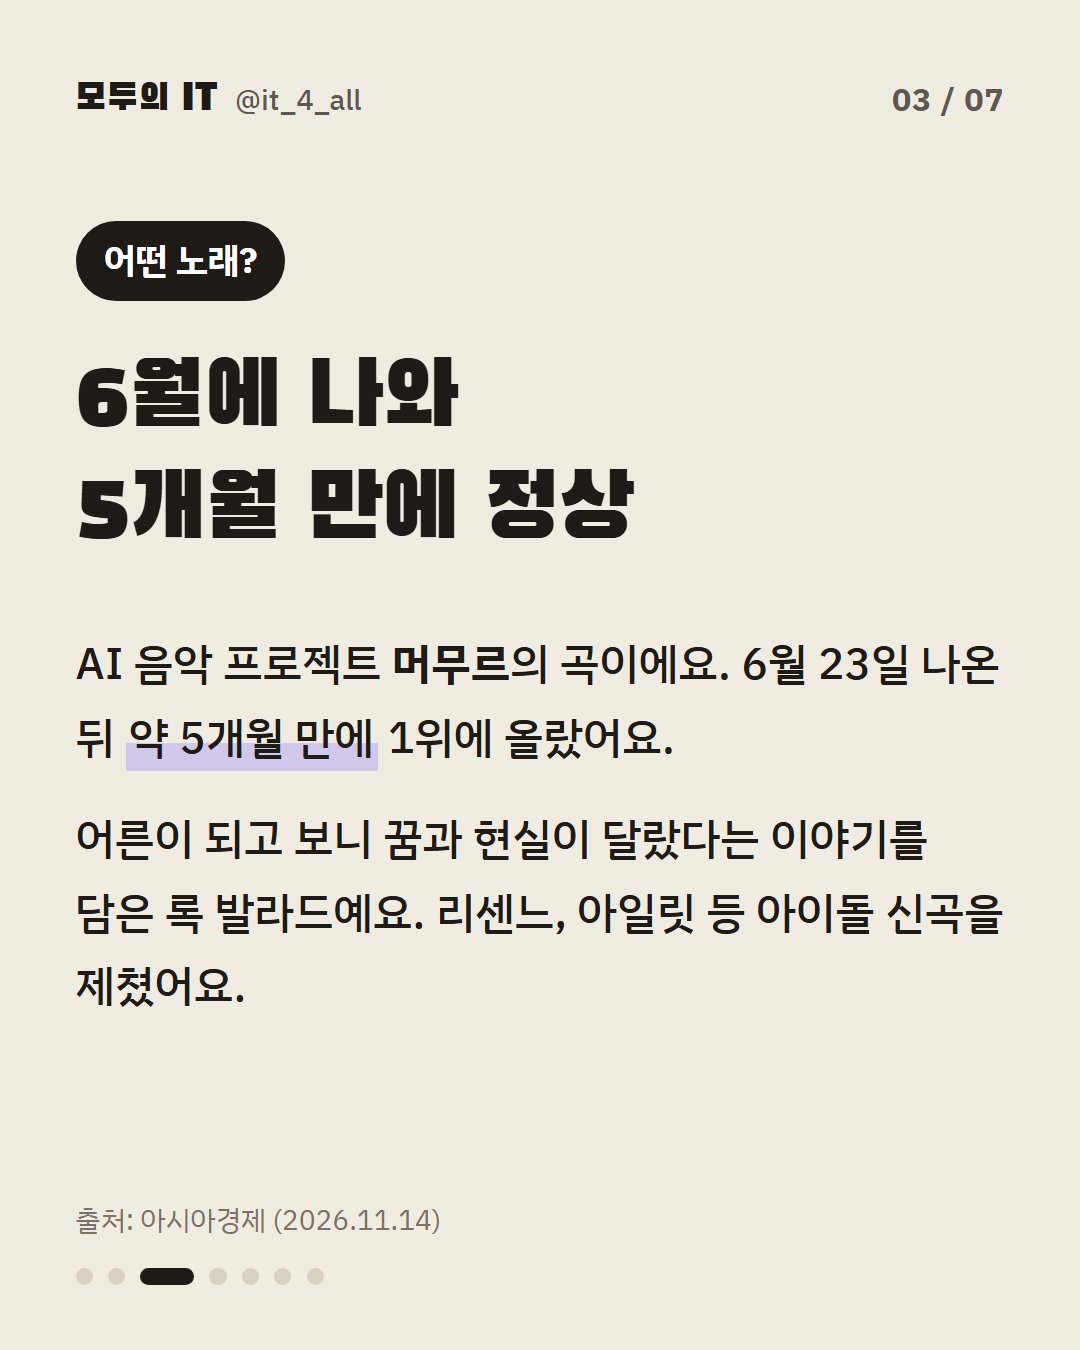 모두의 IT @it_4_all
03 / 07
어떤 노래?
6월에 나와
5개월 만에 정상
AI 음악 프로젝트 머무르의 곡이에요. 6월 23일 나온
뒤 약 5개월 만에 1위에 올랐어요.
어른이 되고 보니 꿈과 현실이 달랐다는 이야기를
담은 록 발라드예요. 리센느, 아일릿 등 아이돌 신곡을
제쳤어요.
출처: 아시아경제 (2026.11.14)